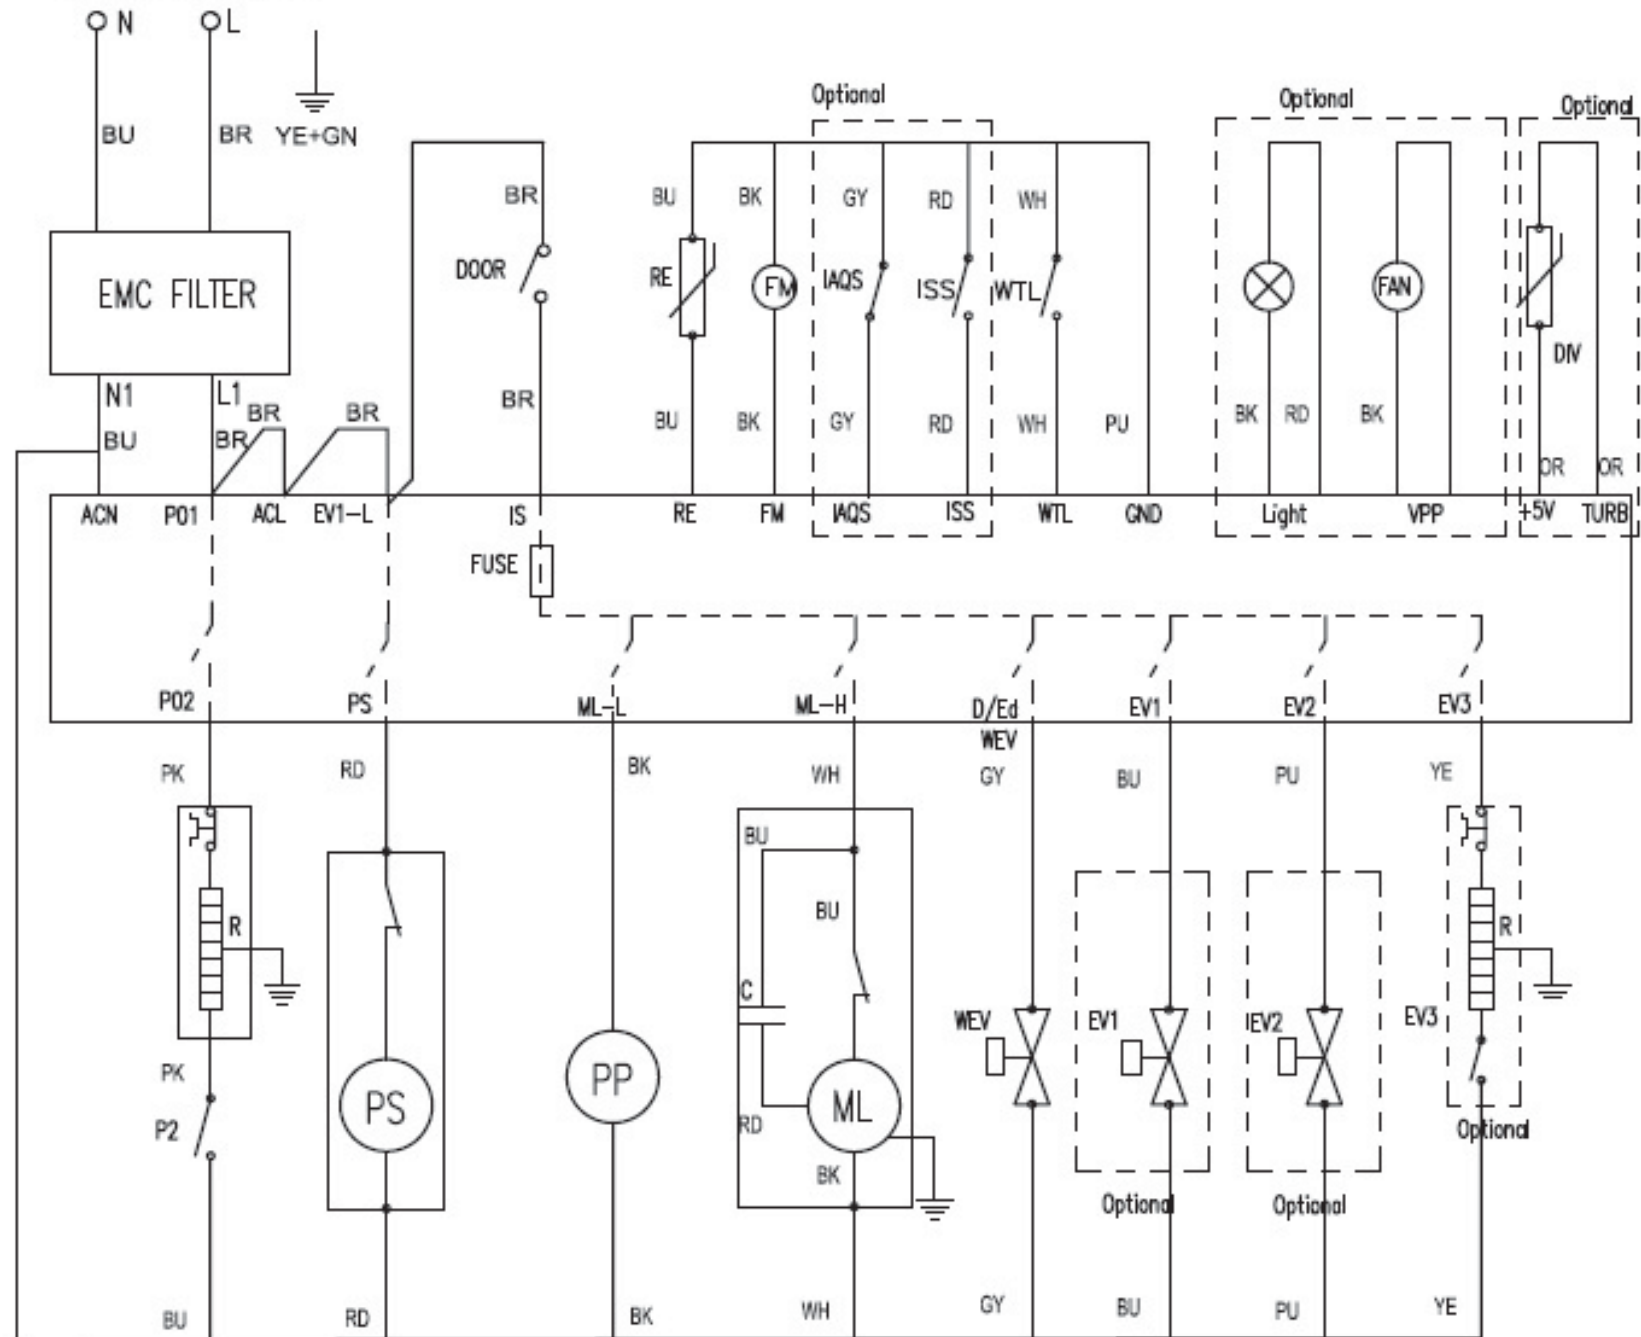 N L
Optional Optional Optional
BU BR YE+GN
BR BU BK GY RD WH
DOOR RE FM IAQS ISS WTL FAN
EMC FILTER
DIV
N1 L1
BR BR BR BU BK GY RD WH PU BK RD BK
BU BR OR OR
ACN P01 ACL EV1-L IS RE FM IAQS ISS WTL GND Light VPP +5V TURB
FUSE
P02 PS ML-L ML-H D/Ed EV1 EV2 EV3
WEV
PK RD BK WH GY BU PU YE
BU
R BU R
C
WEV EV1 EV2 EV3
PK PP
PS ML
P2 RD Optional
BK
Optional Optional
BU RD BK WH GY BU PU YE